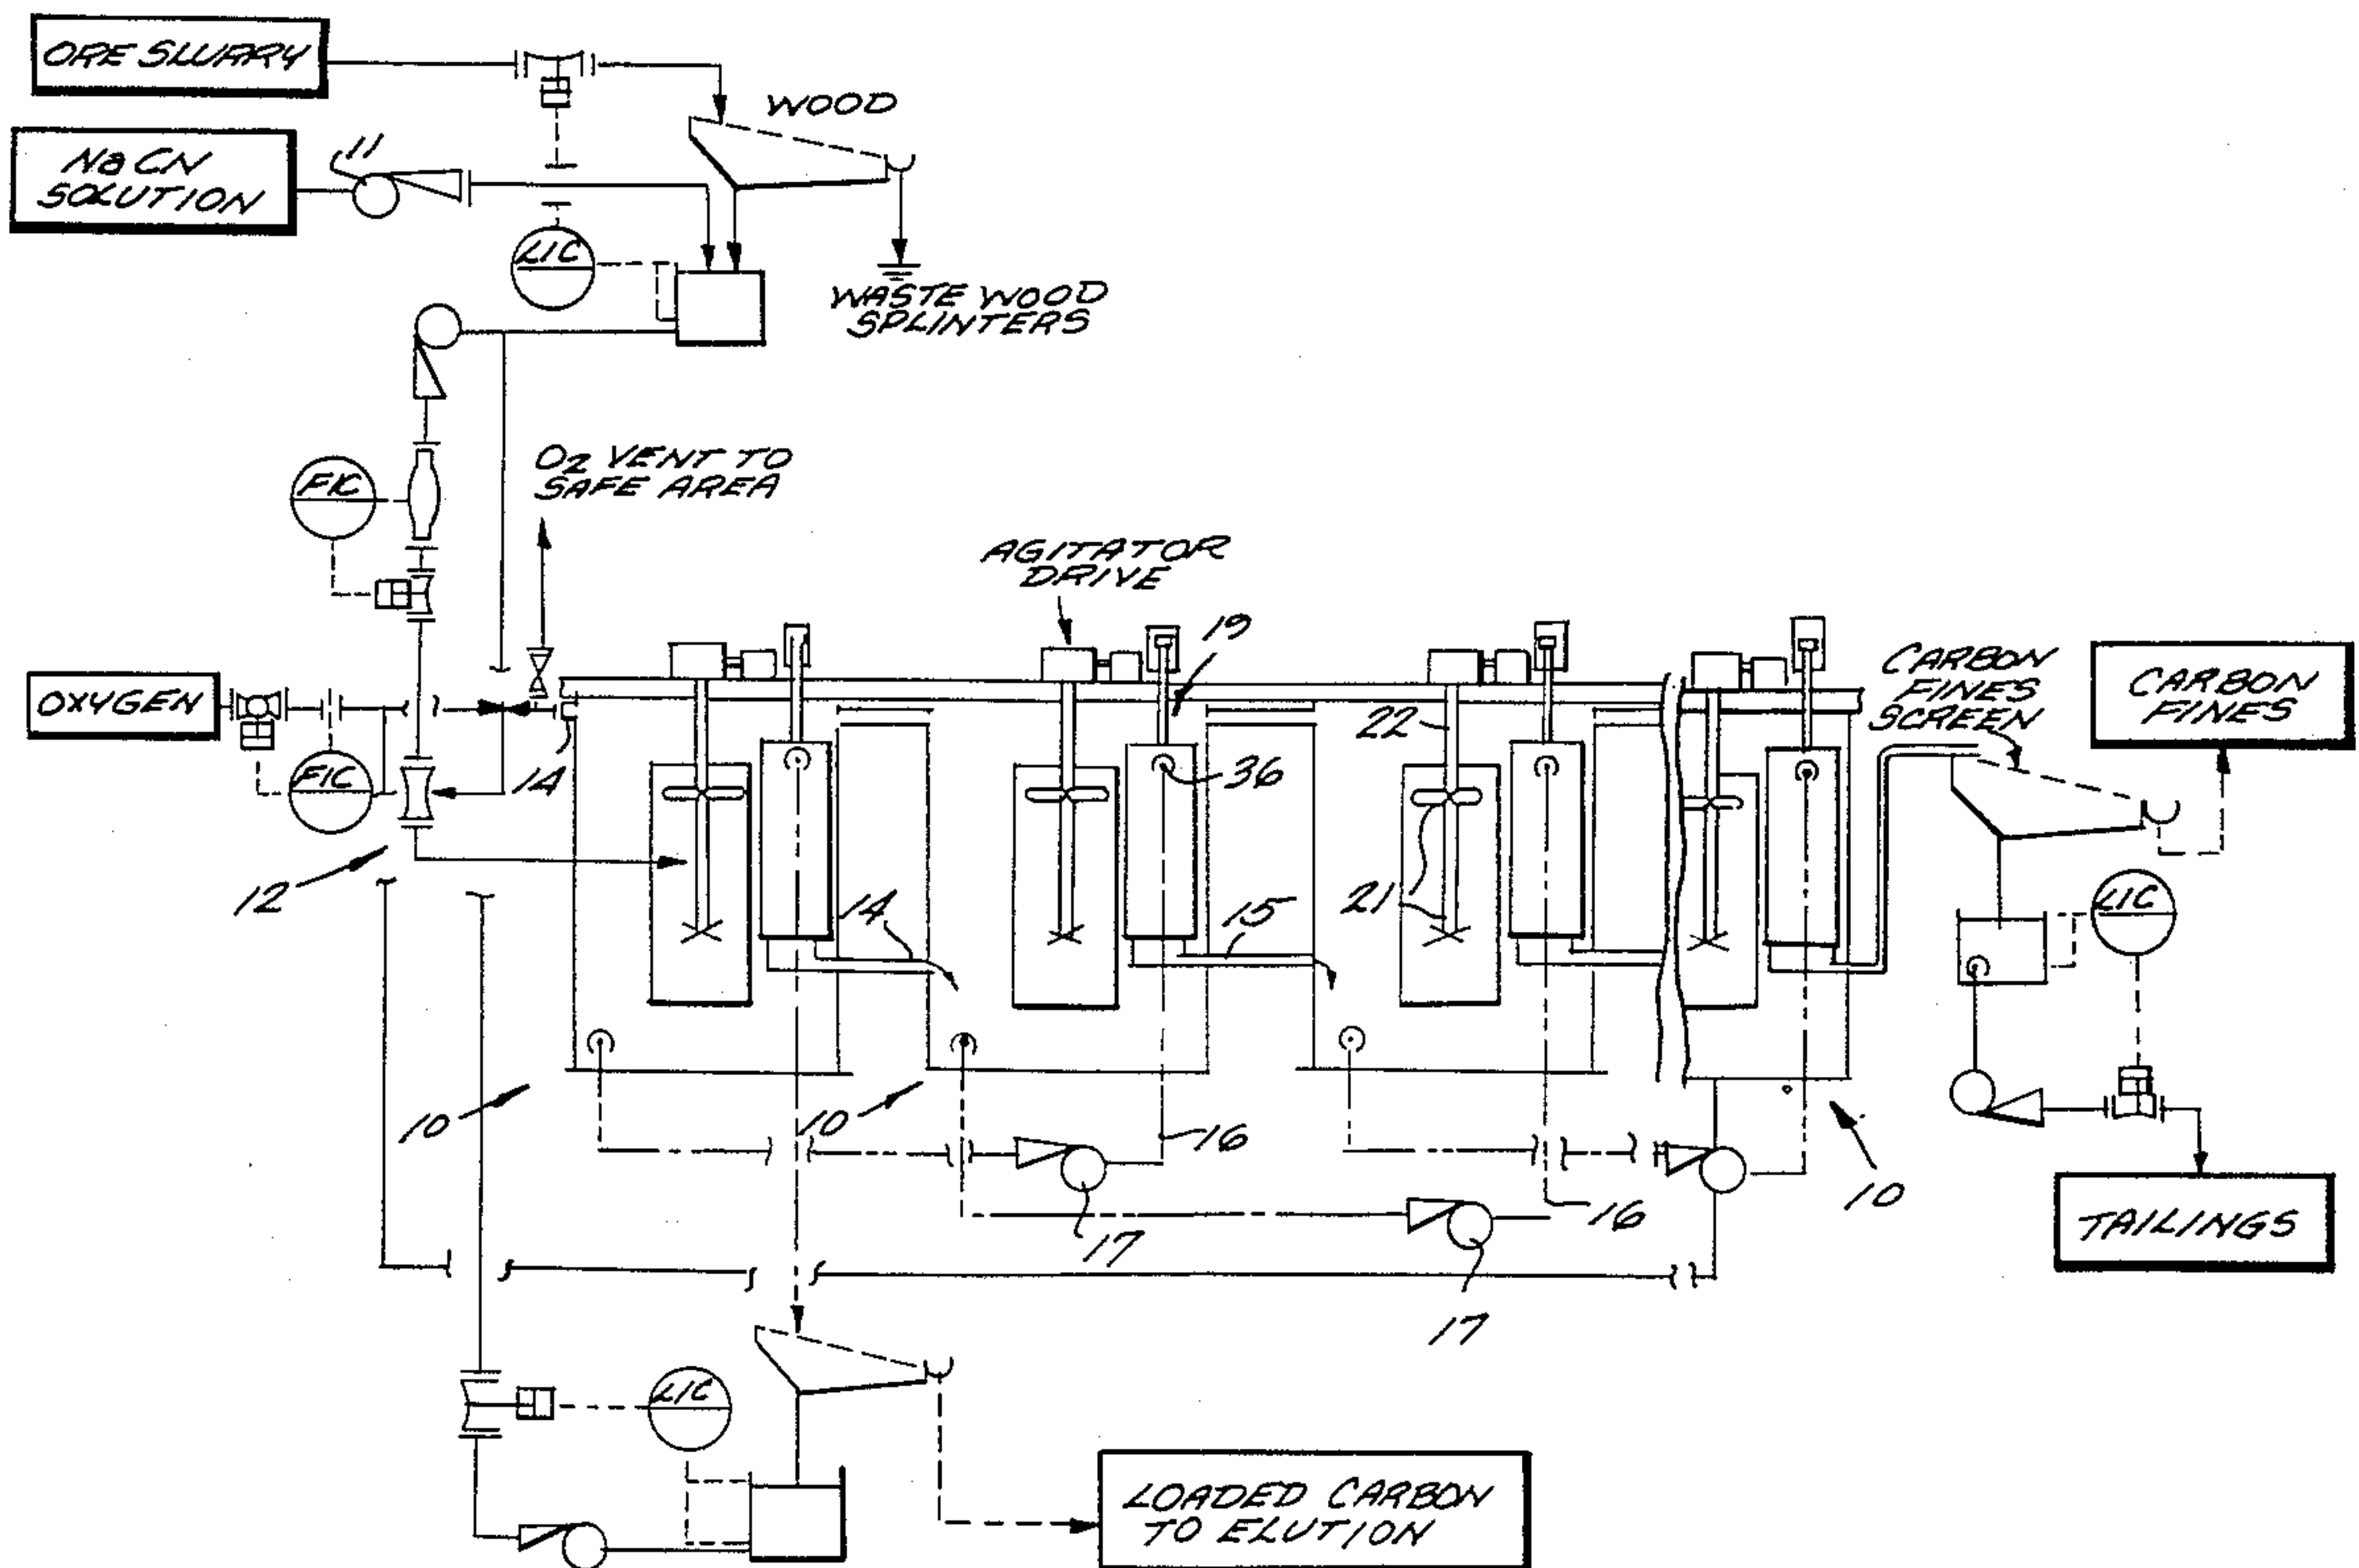 ORE SLURRY
WOOD
NaCN
SOLUTION
11
LIC
WASTE WOOD
SPLINTERS
FIC
O2 VENT TO
SAFE AREA
AGITATOR
DRIVE
19
OXYGEN
FIC
14
22
36
CARBON
FINES
SCREEN
CARBON
FINES
12
14
15
21
LIC
10
10
16
17
16
17
10
TAILINGS
LIC
LOADED CARBON
TO ELUTION